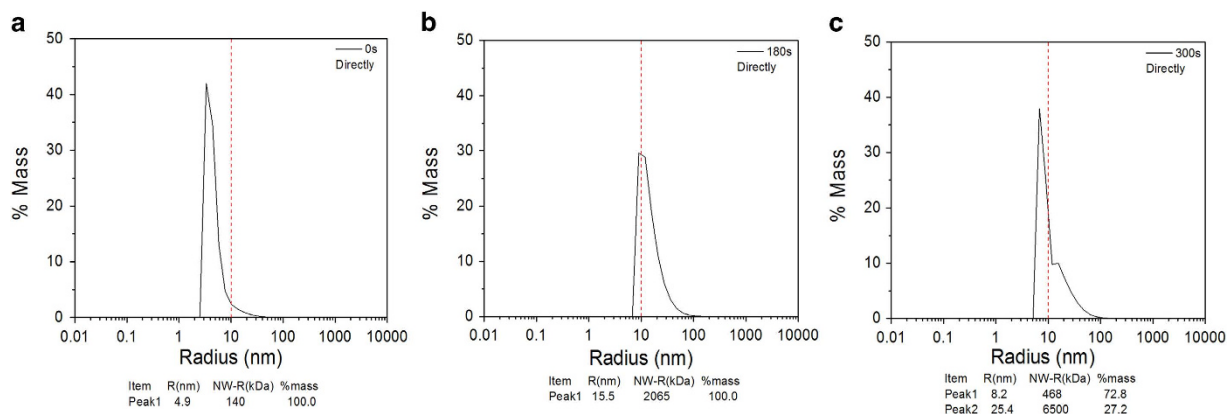 a
50
40
30
20
10
0
% Mass
0s
Directly
0.01 0.1 1 10 100 1000 10000
Radius (nm)
Item R(nm) NW-R(kDa) %mass
Peak1 4.9 140 100.0
b
50
40
30
20
10
0
% Mass
180s
Directly
0.01 0.1 1 10 100 1000 10000
Radius (nm)
Item R(nm) NW-R(kDa) %mass
Peak1 15.5 2065 100.0
c
50
40
30
20
10
0
% Mass
300s
Directly
0.01 0.1 1 10 100 1000 10000
Radius (nm)
Item R(nm) NW-R(kDa) %mass
Peak1 8.2 468 72.8
Peak2 25.4 6500 27.2